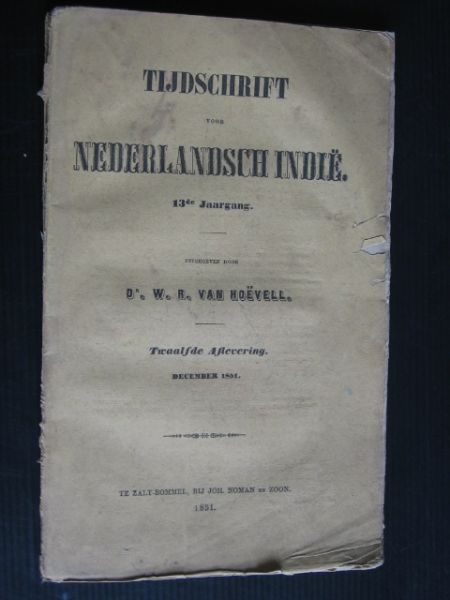 TIJDSCHRIFT
VOOR
NEDERLANDSCH INDIË.
13de Jaargang.
UITGEGEVEN DOOR
Dr. W. R. VAN HOËVELL.
Twaalfde Aflevering.
DECEMBER 1851.
TE ZALT-BOMMEL, BIJ JOH. NOMAN EN ZOON.
1851.